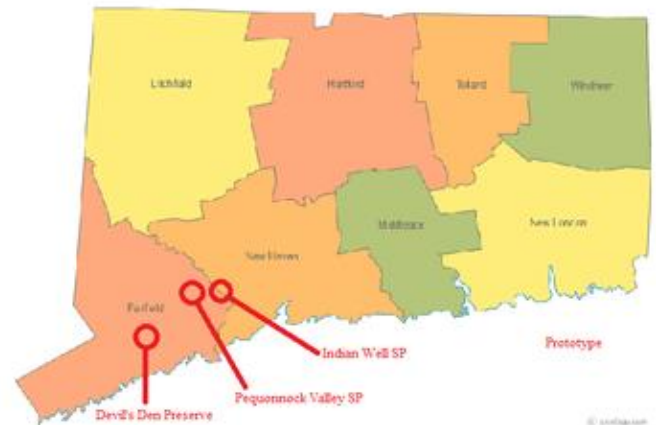 Litchfield
Hartford
Tolland
Windham
Middlesex
New London
New Haven
Fairfield
Indian Well SP
Prototype
Pequonnock Valley SP
Devil's Den Preserve